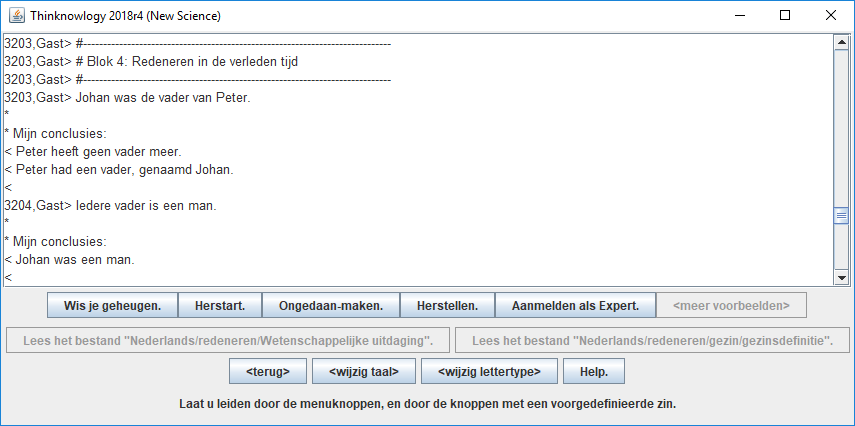 Thinknowlogy 2018r4 (New Science)
3203,Gast> #-----------------------------------------------------------------------------
3203,Gast> # Blok 4: Redeneren in de verleden tijd
3203,Gast> #-----------------------------------------------------------------------------
3203,Gast> Johan was de vader van Peter.
*
* Mijn conclusies:
< Peter heeft geen vader meer.
< Peter had een vader, genaamd Johan.
<
3204,Gast> Iedere vader is een man.
*
* Mijn conclusies:
< Johan was een man.
<
Wis je geheugen. Herstart. Ongedaan-maken. Herstellen. Aanmelden als Expert. <meer voorbeelden>
Lees het bestand "Nederlands/redeneren/Wetenschappelijke uitdaging". Lees het bestand "Nederlands/redeneren/gezin/gezinsdefinitie".
<terug> <wijzig taal> <wijzig lettertype> Help.
Laat u leiden door de menuknoppen, en door de knoppen met een voorgedefinieerde zin.